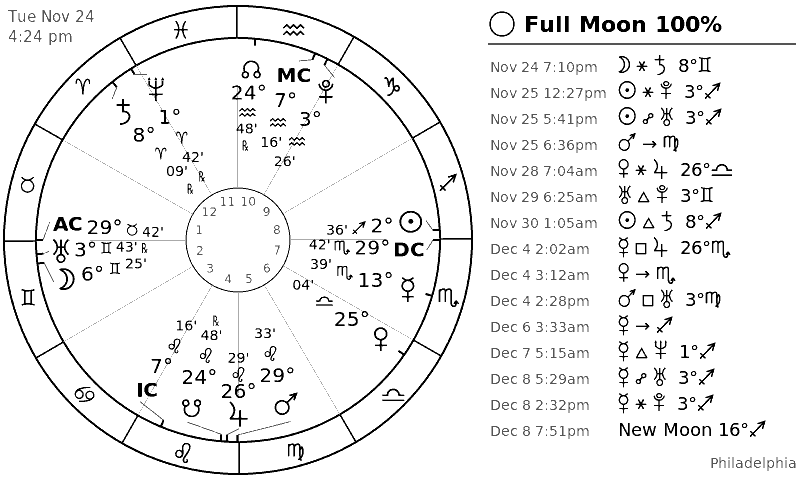 Tue Nov 24
4:24 pm
○ Full Moon 100%
Nov 24 7:10pm ☽ ⚹ ♄ 8°♊
Nov 25 12:27pm ☉ ⚹ ⯓ 3°♐
Nov 25 5:41pm ☉ ☍ ♅ 3°♐
Nov 25 6:36pm ♂ → ♍
Nov 28 7:04am ♀ ⚹ ♃ 26°♎
Nov 29 6:25am ♅ △ ⯓ 3°♊
Nov 30 1:05am ☉ △ ♄ 8°♐
Dec 4 2:02am ☿ □ ♃ 26°♏
Dec 4 3:12am ♀ → ♏
Dec 4 2:28pm ♂ □ ♅ 3°♍
Dec 6 3:33am ☿ → ♐
Dec 7 5:15am ☿ △ ♆ 1°♐
Dec 8 5:29am ☿ ☍ ♅ 3°♐
Dec 8 2:32pm ☿ ⚹ ⯓ 3°♐
Dec 8 7:51pm New Moon 16°♐
Philadelphia
♓
♒
♑
♐
♏
♎
♍
♌
♋
♊
♉
♈
☊ 24° ♒ 48' ℞
MC 7° ♒ 16'
⯓ 3° ♒ 26'
♆ 1° ♈ 42' ℞
♄ 8° ♈ 09' ℞
AC 29° ♉ 42'
♅ 3° ♊ 43' ℞
☽ 6° ♊ 25'
36' ♐ 2° ☉
42' ♏ 29° DC
39' ♏ 13° ☿
04' ♎ 25° ♀
IC 7° ♌ 16'
☋ 24° ♌ 48' ℞
♃ 26° ♌ 29'
♂ 29° ♌ 33'
1
2
3
4
5
6
7
8
9
10
11
12